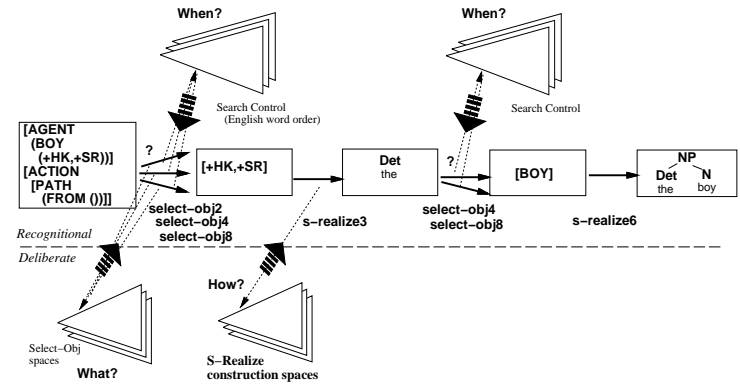 When?
When?
Search Control
(English word order)
Search Control
[AGENT
(BOY
(+HK,+SR))]
[ACTION
[PATH
(FROM ())]]
?
[+HK,+SR]
Det
the
?
[BOY]
NP
Det
N
the
boy
select−obj2
select−obj4
select−obj8
s−realize3
select−obj4
select−obj8
s−realize6
Recognitional
Deliberate
How?
Select−Obj
spaces
What?
S−Realize
construction spaces